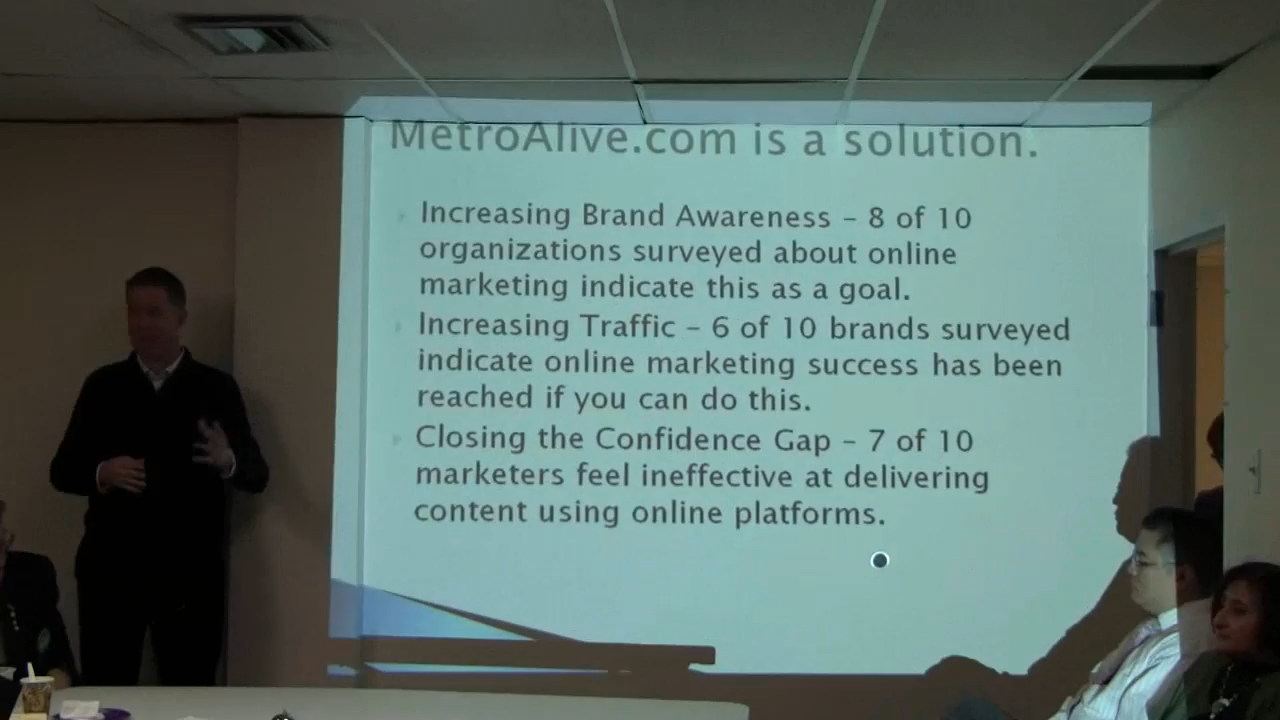 MetroAlive.com is a solution.
Increasing Brand Awareness – 8 of 10
organizations surveyed about online
marketing indicate this as a goal.
Increasing Traffic – 6 of 10 brands surveyed
indicate online marketing success has been
reached if you can do this.
Closing the Confidence Gap – 7 of 10
marketers feel ineffective at delivering
content using online platforms.